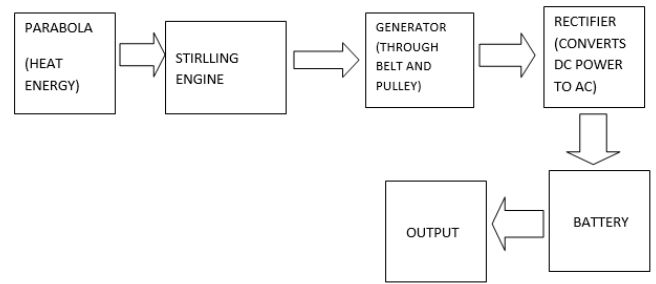 PARABOLA
(HEAT
ENERGY)
STIRLLING
ENGINE
GENERATOR
(THROUGH
BELT AND
PULLEY)
RECTIFIER
(CONVERTS
DC POWER
TO AC)
BATTERY
OUTPUT